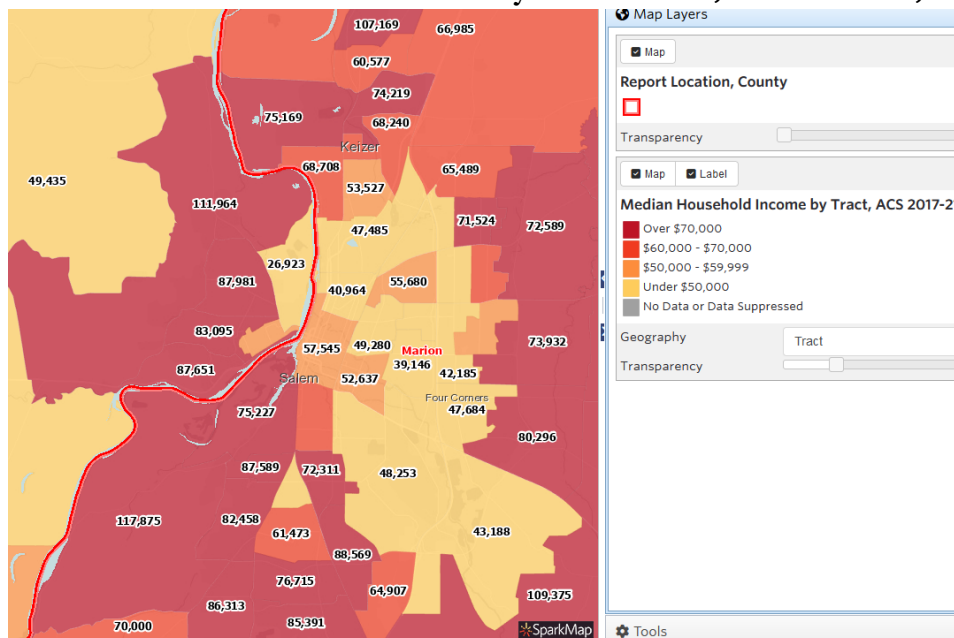 Map Layers
Map
Report Location, County
Transparency
Map Label
Median Household Income by Tract, ACS 2017-2
Over $70,000
$60,000 - $70,000
$50,000 - $59,999
Under $50,000
No Data or Data Suppressed
Geography Tract
Transparency
Tools
107,169
66,985
60,577
74,219
75,169
68,240
Keizer
68,708
65,489
49,435
53,527
111,964
71,524
72,589
47,485
26,923
87,981
55,680
40,964
83,095
57,545
49,280
73,932
Marion
39,146
87,651
Salem
52,637
42,185
Four Corners
47,684
75,227
80,296
87,589
72,311
48,253
117,875
82,458
61,473
43,188
88,569
76,715
64,907
109,375
86,313
70,000
85,391
SparkMap